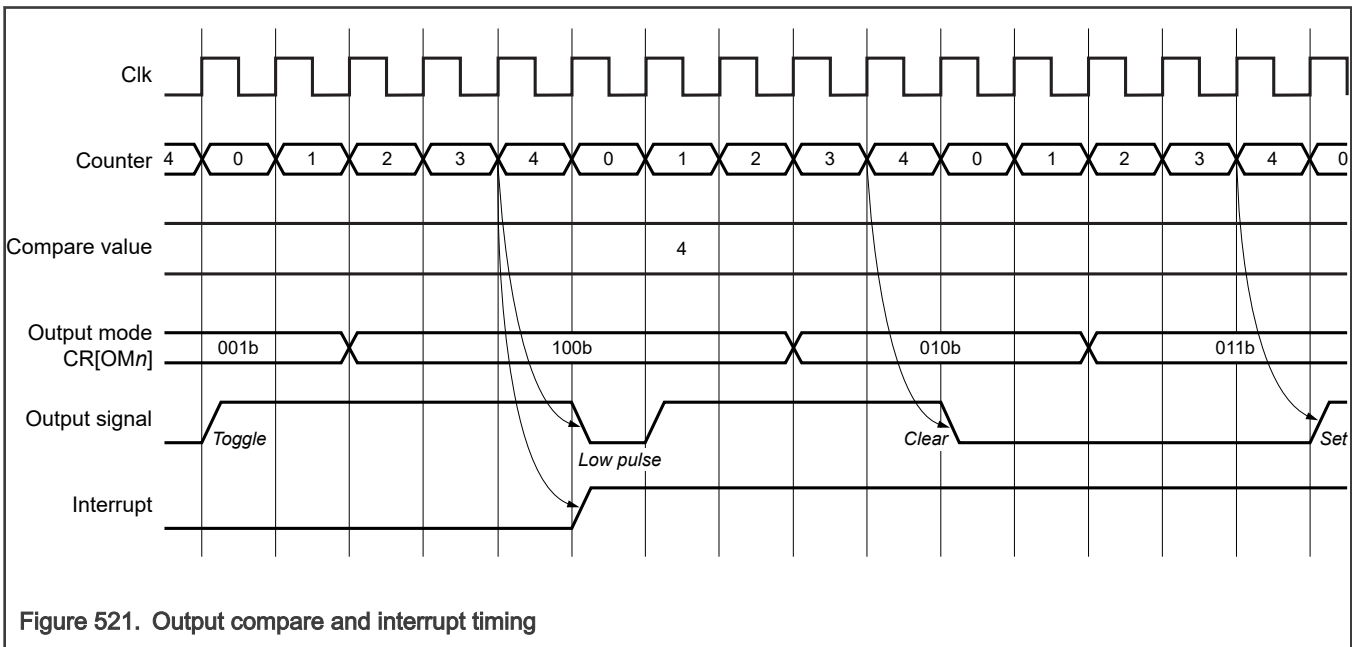 Clk
Counter 4 0 1 2 3 4 0 1 2 3 4 0 1 2 3 4 0
Compare value 4
Output mode
CR[OMn] 001b 100b 010b 011b
Output signal
Toggle Low pulse Clear Set
Interrupt
Figure 521. Output compare and interrupt timing